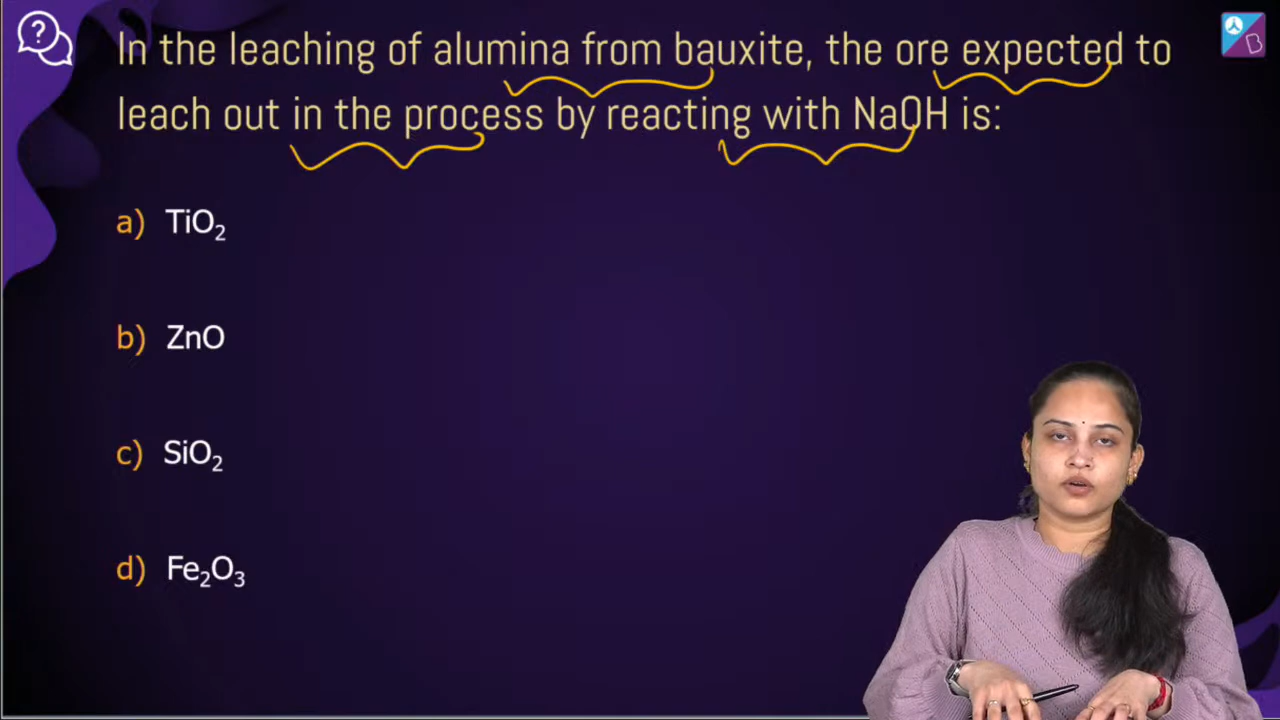 In the leaching of alumina from bauxite, the ore expected to
leach out in the process by reacting with NaOH is:
a) TiO₂
b) ZnO
c) SiO₂
d) Fe₂O₃
?
B